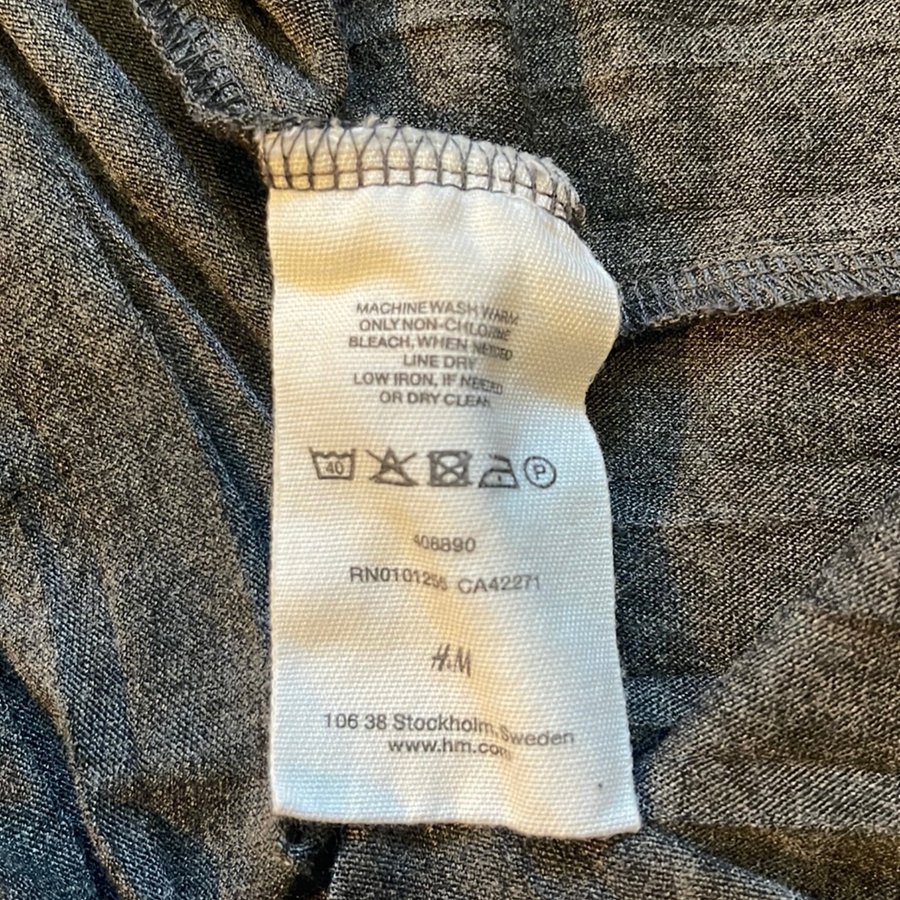 MACHINE WASH WARM
ONLY NON-CHLORINE
BLEACH, WHEN NEEDED
LINE DRY
LOW IRON, IF NEEDED
OR DRY CLEAN
40 P
408890
RN0101255 CA42271
H&M
106 38 Stockholm, Sweden
www.hm.com